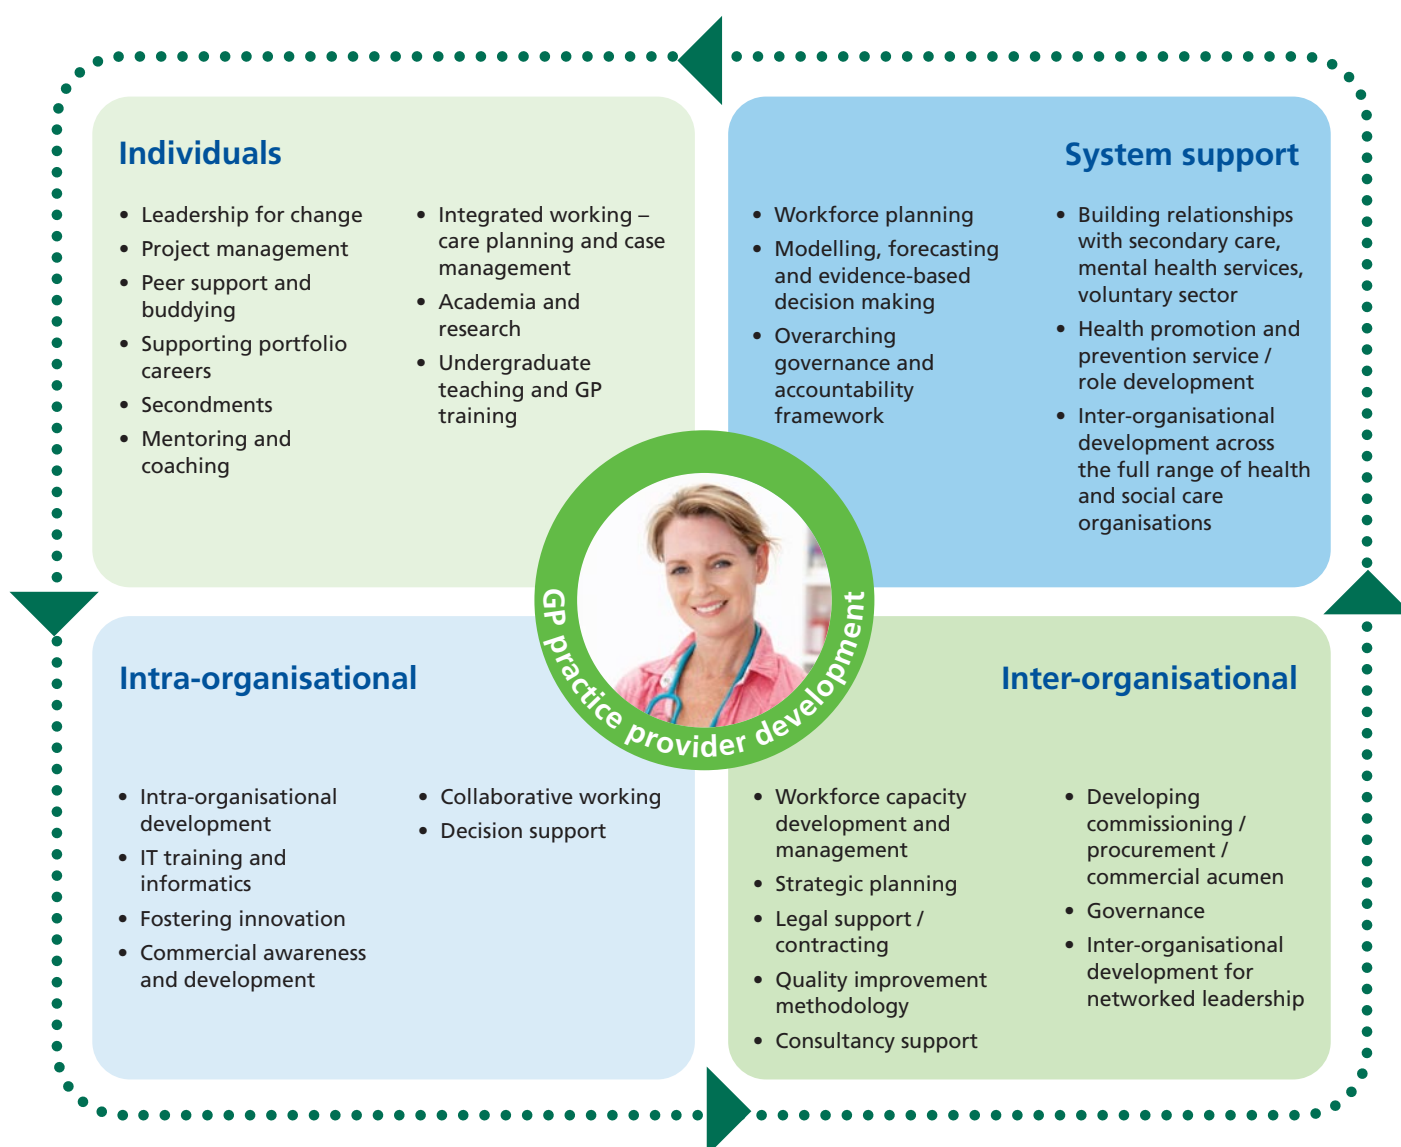 Individuals
• Leadership for change
• Project management
• Peer support and
buddying
• Supporting portfolio
careers
• Secondments
• Mentoring and
coaching
• Integrated working –
care planning and case
management
• Academia and
research
• Undergraduate
teaching and GP
training
System support
• Workforce planning
• Modelling, forecasting
and evidence-based
decision making
• Overarching
governance and
accountability
framework
• Building relationships
with secondary care,
mental health services,
voluntary sector
• Health promotion and
prevention service /
role development
• Inter-organisational
development across
the full range of health
and social care
organisations
GP practice provider development
Intra-organisational
• Intra-organisational
development
• IT training and
informatics
• Fostering innovation
• Commercial awareness
and development
• Collaborative working
• Decision support
Inter-organisational
• Workforce capacity
development and
management
• Strategic planning
• Legal support /
contracting
• Quality improvement
methodology
• Consultancy support
• Developing
commissioning /
procurement /
commercial acumen
• Governance
• Inter-organisational
development for
networked leadership